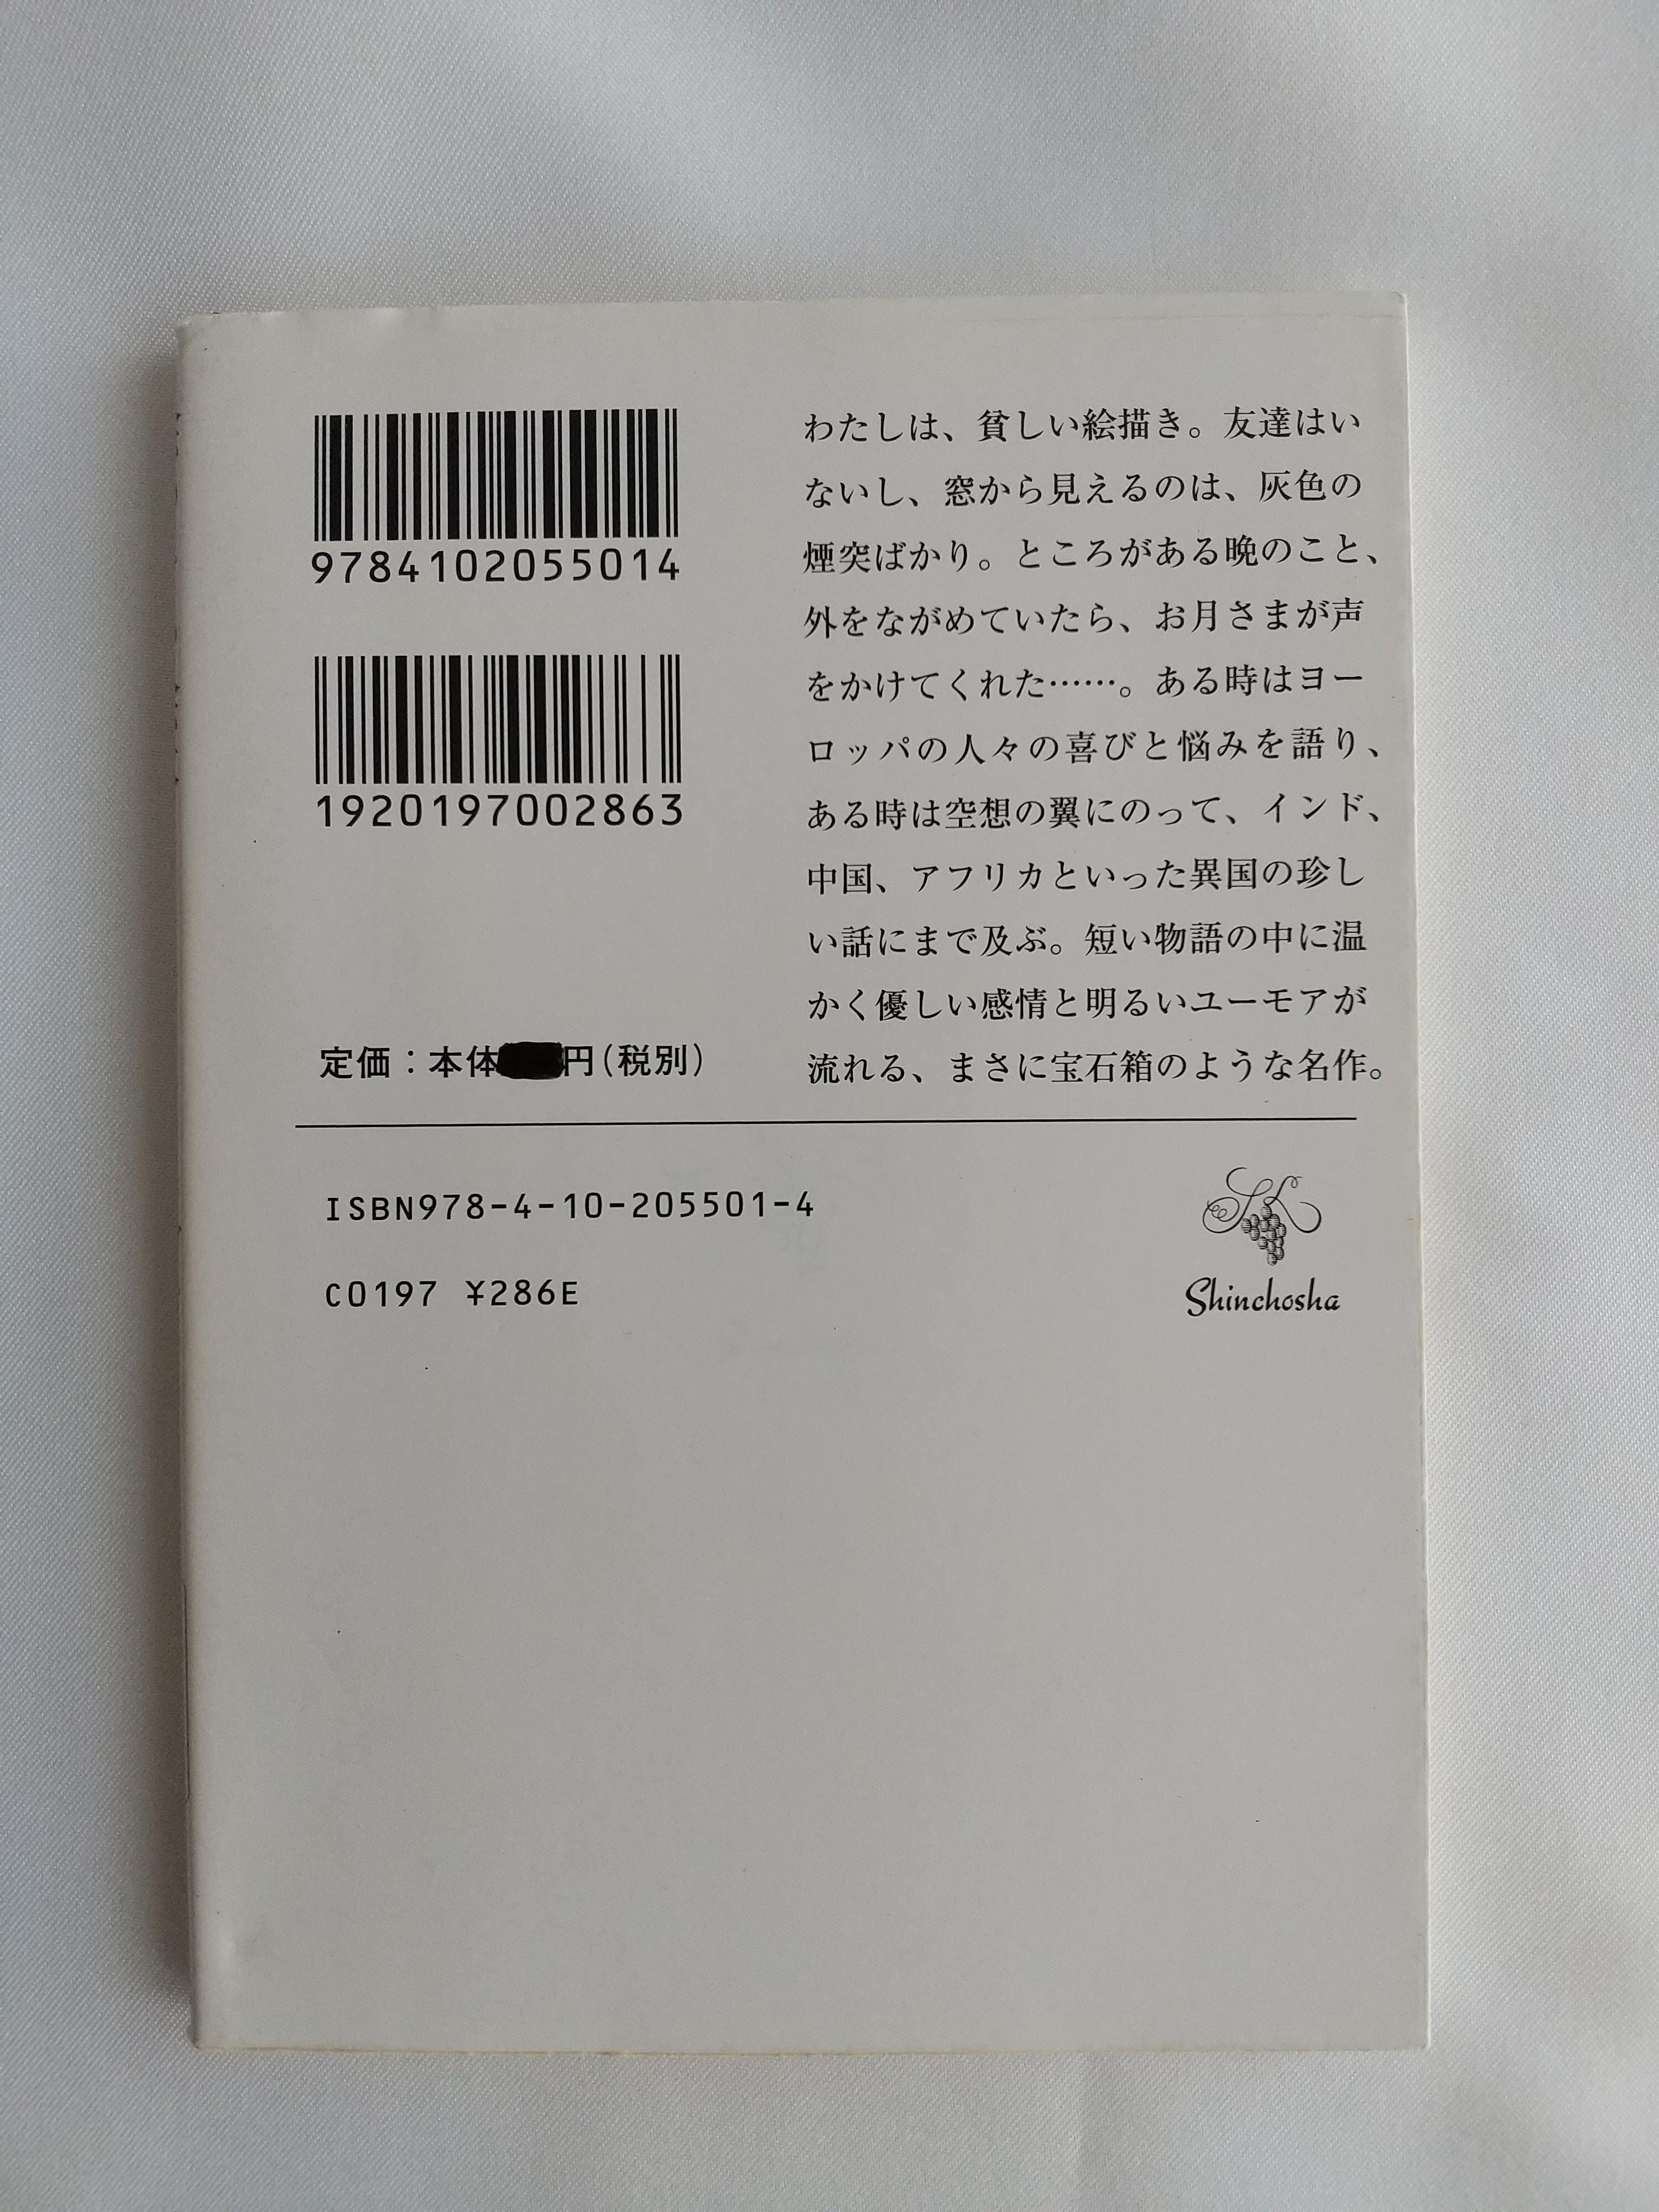 9784102055014
1920197002863
定価：本体円(税別)
わたしは、貧しい絵描き。友達はい
ないし、窓から見えるのは、灰色の
煙突ばかり。ところがある晩のこと、
外をながめていたら、お月さまが声
をかけてくれた……。ある時はヨー
ロッパの人々の喜びと悩みを語り、
ある時は空想の翼にのって、インド、
中国、アフリカといった異国の珍し
い話にまで及ぶ。短い物語の中に温
かく優しい感情と明るいユーモアが
流れる、まさに宝石箱のような名作。
ISBN978-4-10-205501-4
C0197 ¥286E
Shinchosha